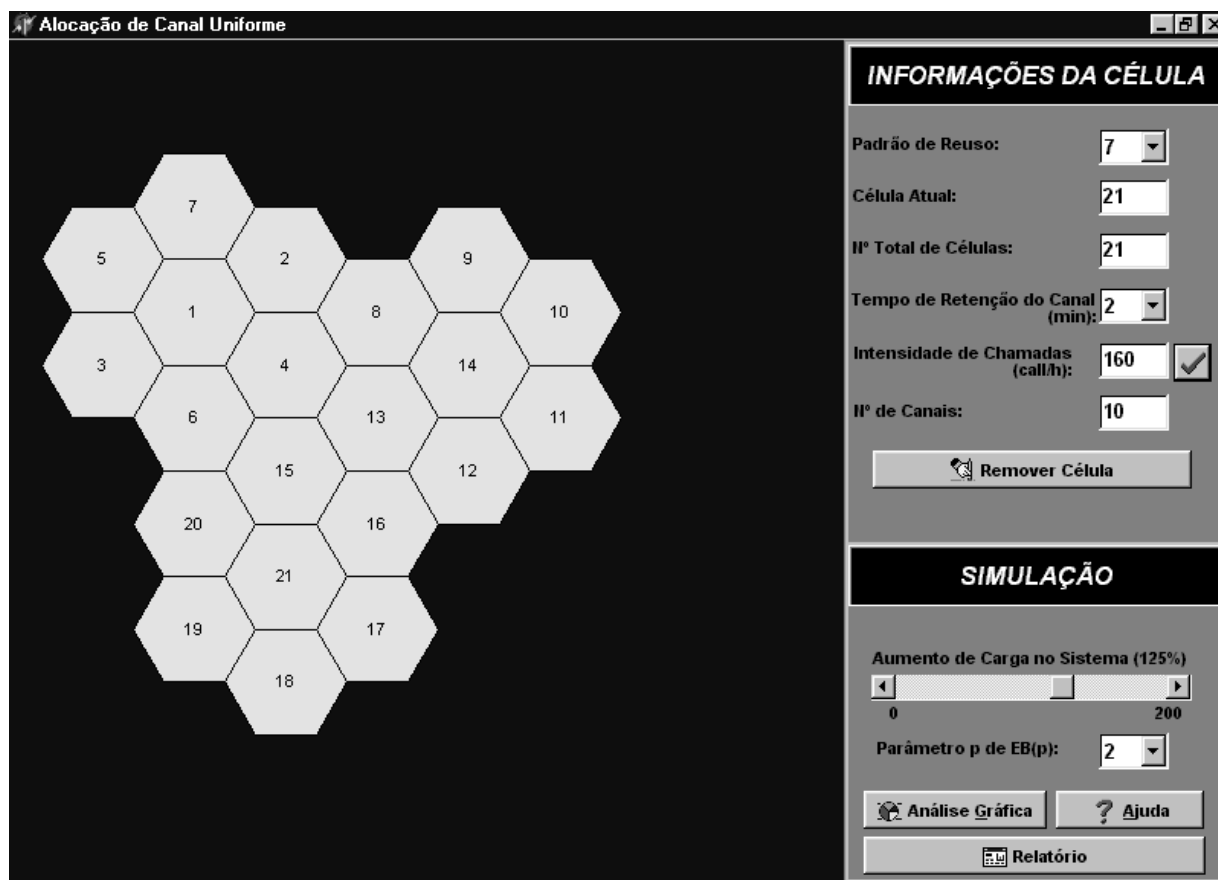 Alocação de Canal Uniforme
7
5
2
9
1
8
10
3
4
14
6
13
11
15
12
20
16
21
19
17
18
INFORMAÇÕES DA CÉLULA
Padrão de Reuso: 7
Célula Atual: 21
Nº Total de Células: 21
Tempo de Retenção do Canal (min): 2
Intensidade de Chamadas (call/h): 160
Nº de Canais: 10
Remover Célula
SIMULAÇÃO
Aumento de Carga no Sistema (125%)
0 200
Parâmetro p de EB(p): 2
Análise Gráfica
Ajuda
Relatório